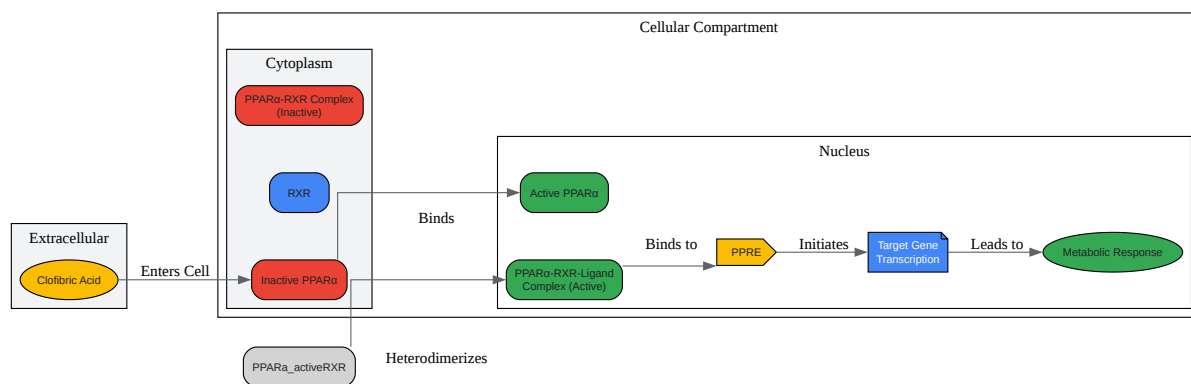 Cellular Compartment
Cytoplasm
PPARα-RXR Complex
(Inactive)
Nucleus
RXR
Active PPARα
Binds
Extracellular
Clofibric Acid
Enters Cell
Inactive PPARα
PPARα-RXR-Ligand
Complex (Active)
Binds to
PPRE
Initiates
Target Gene
Transcription
Leads to
Metabolic Response
PPARa_activeRXR
Heterodimerizes